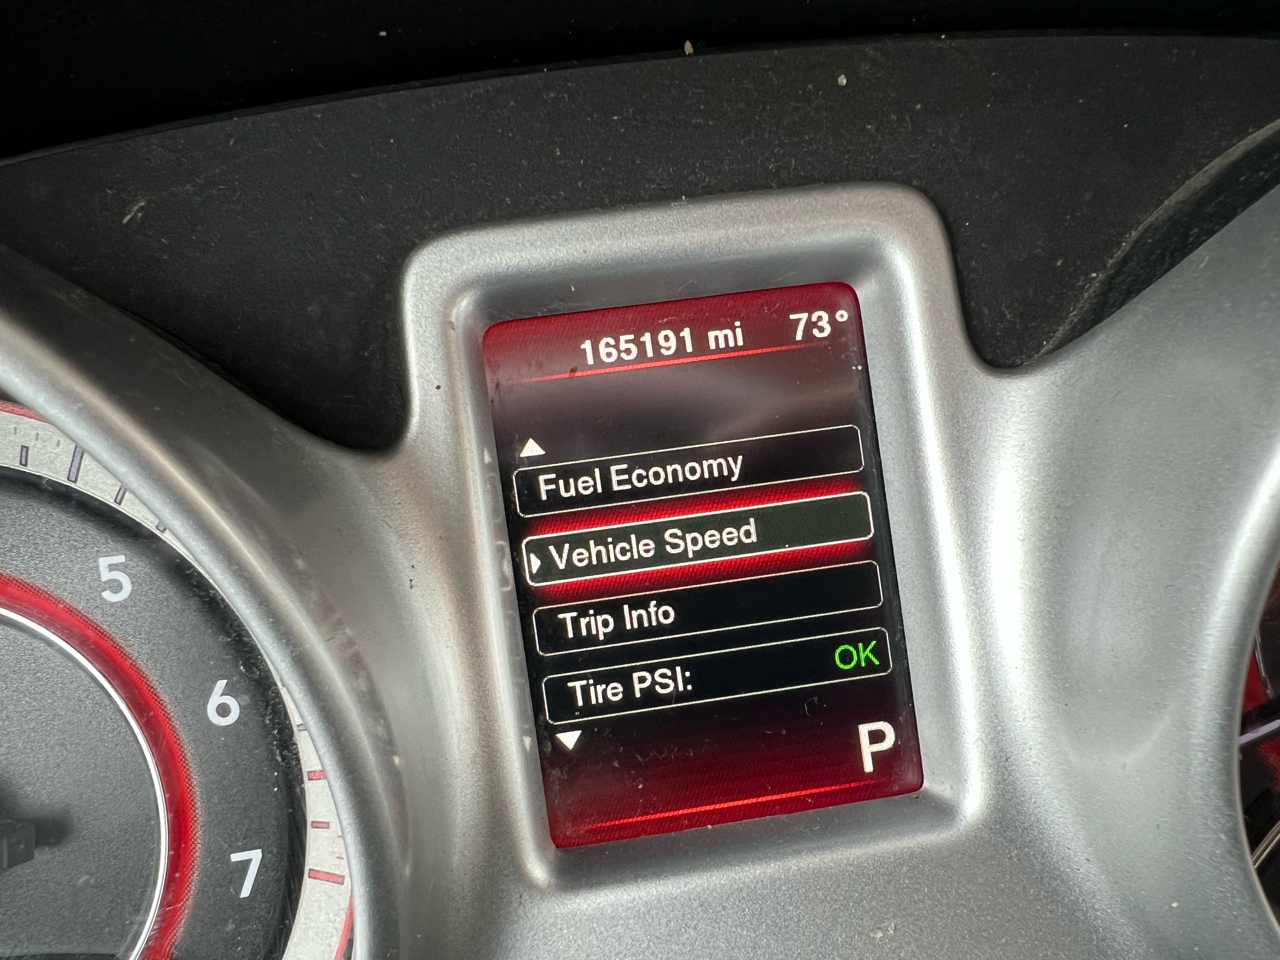 165191 mi 73°
Fuel Economy
Vehicle Speed
Trip Info
Tire PSI: OK
P
5
6
7